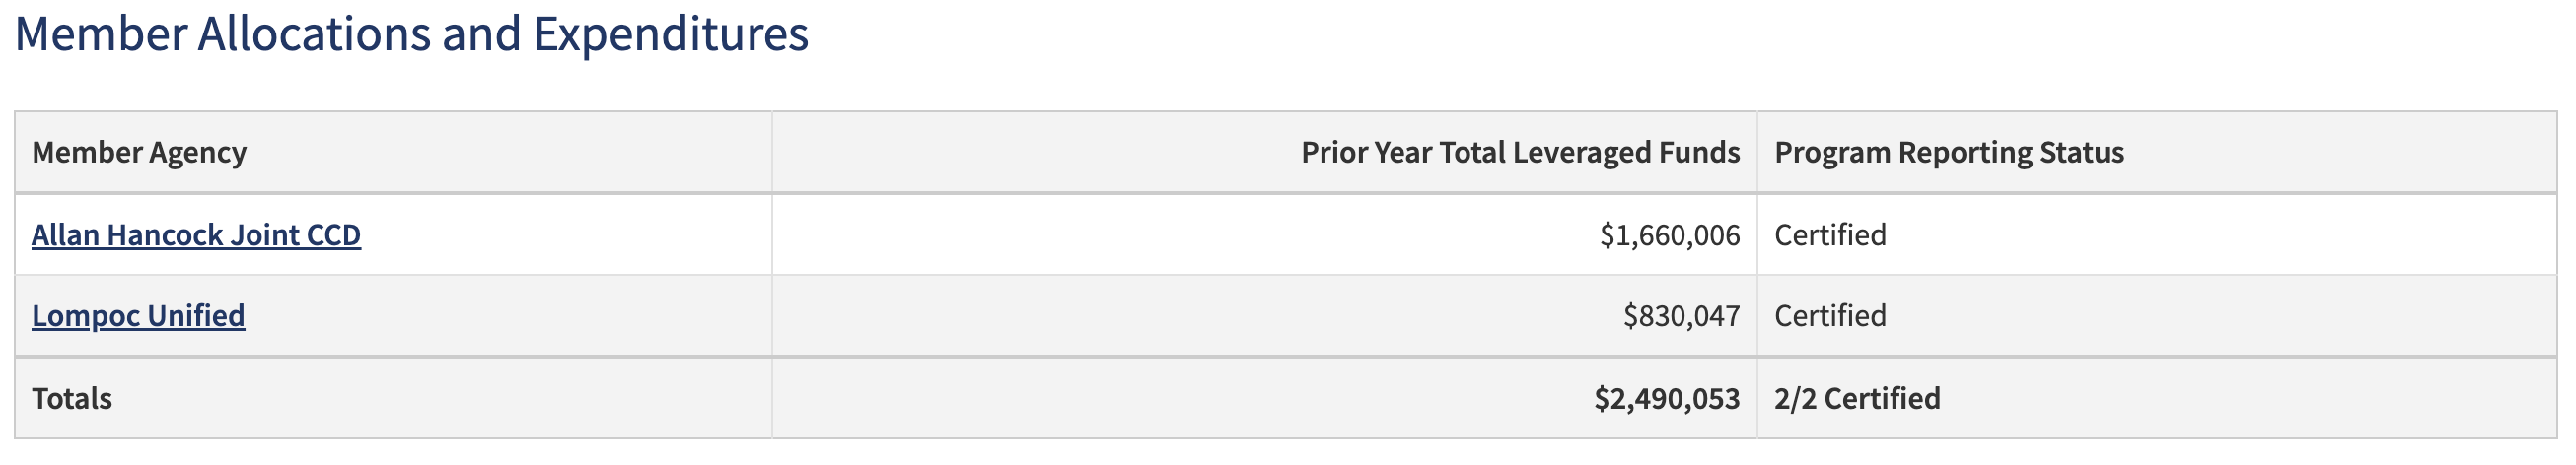 Member Allocations and Expenditures
Member Agency Prior Year Total Leveraged Funds Program Reporting Status
Allan Hancock Joint CCD $1,660,006 Certified
Lompoc Unified $830,047 Certified
Totals $2,490,053 2/2 Certified